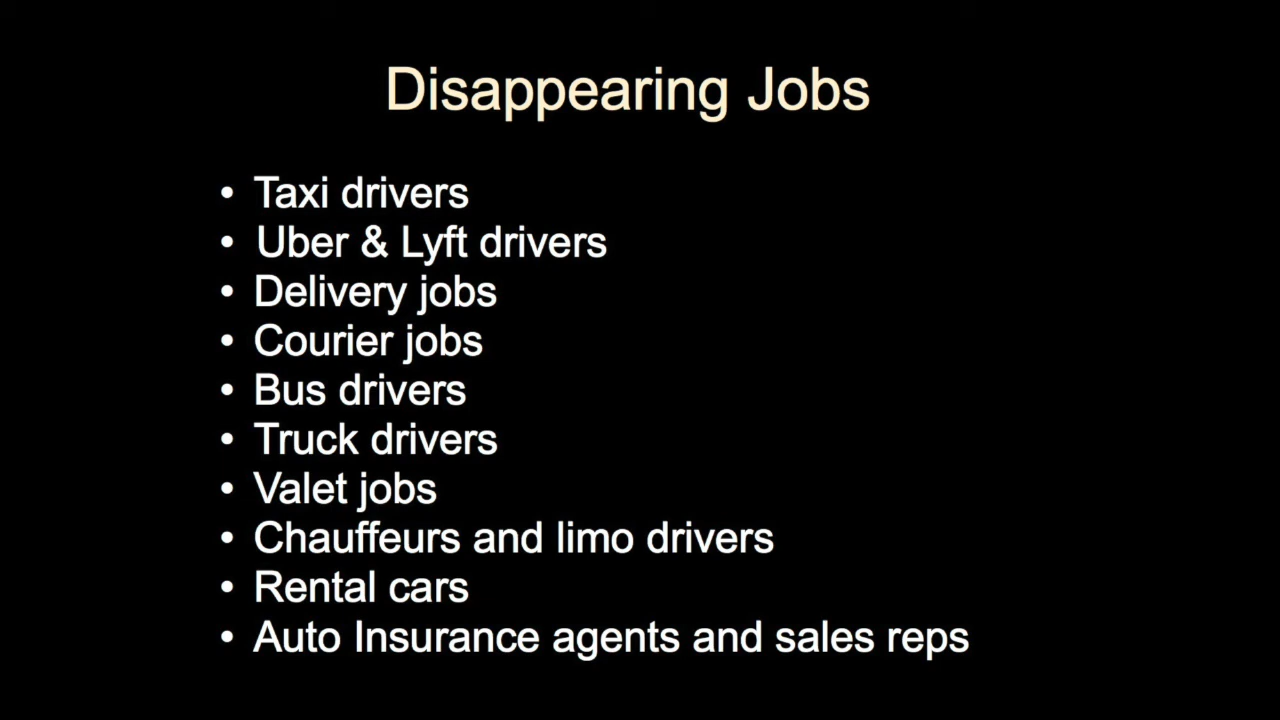 Disappearing Jobs
• Taxi drivers
• Uber & Lyft drivers
• Delivery jobs
• Courier jobs
• Bus drivers
• Truck drivers
• Valet jobs
• Chauffeurs and limo drivers
• Rental cars
• Auto Insurance agents and sales reps